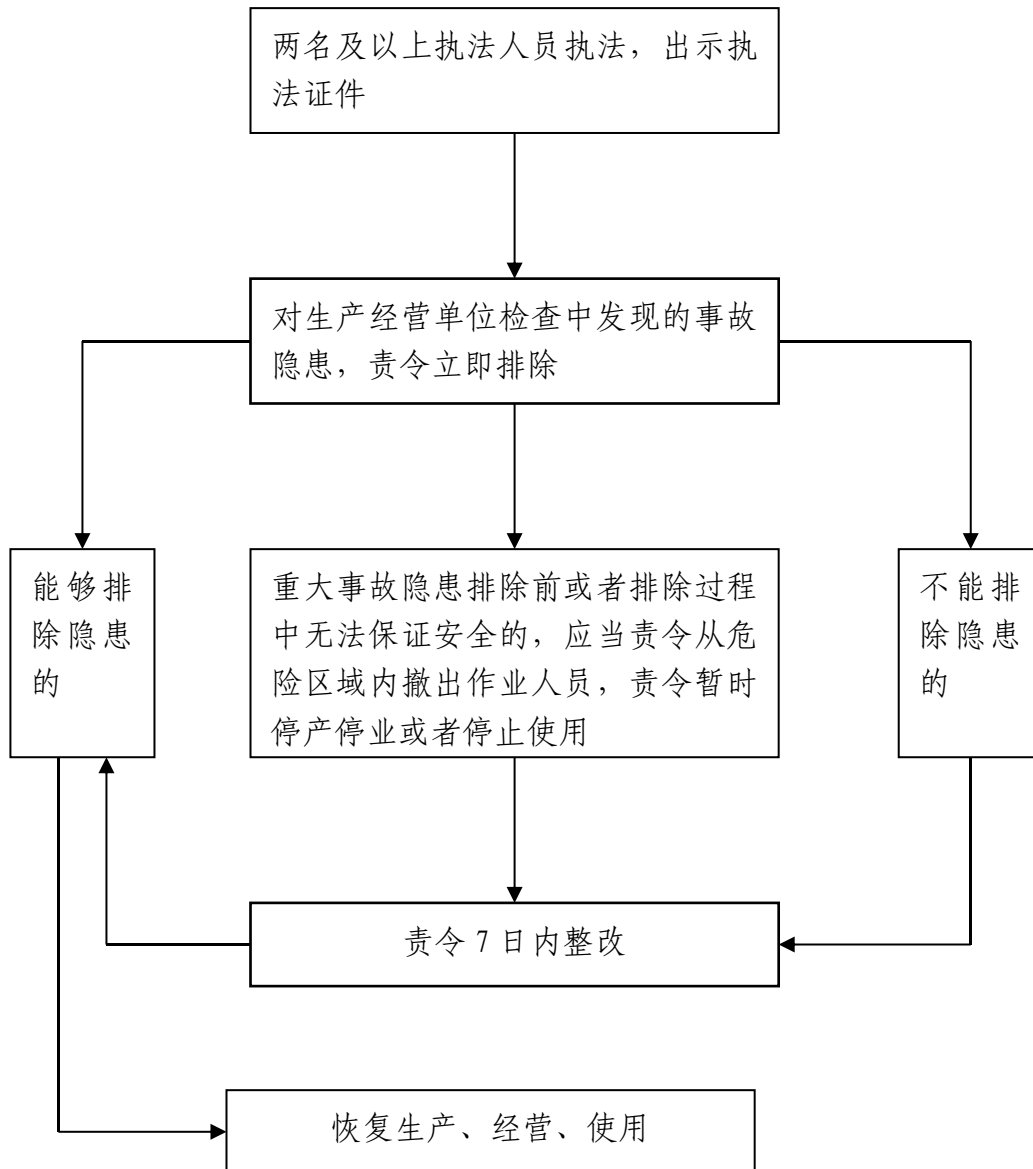 两名及以上执法人员执法，出示执
法证件
对生产经营单位检查中发现的事故
隐患，责令立即排除
能够排
除隐患
的
重大事故隐患排除前或者排除过程
中无法保证安全的，应当责令从危
险区域内撤出作业人员，责令暂时
停产停业或者停止使用
不能排
除隐患
的
责令 7 日内整改
恢复生产、经营、使用